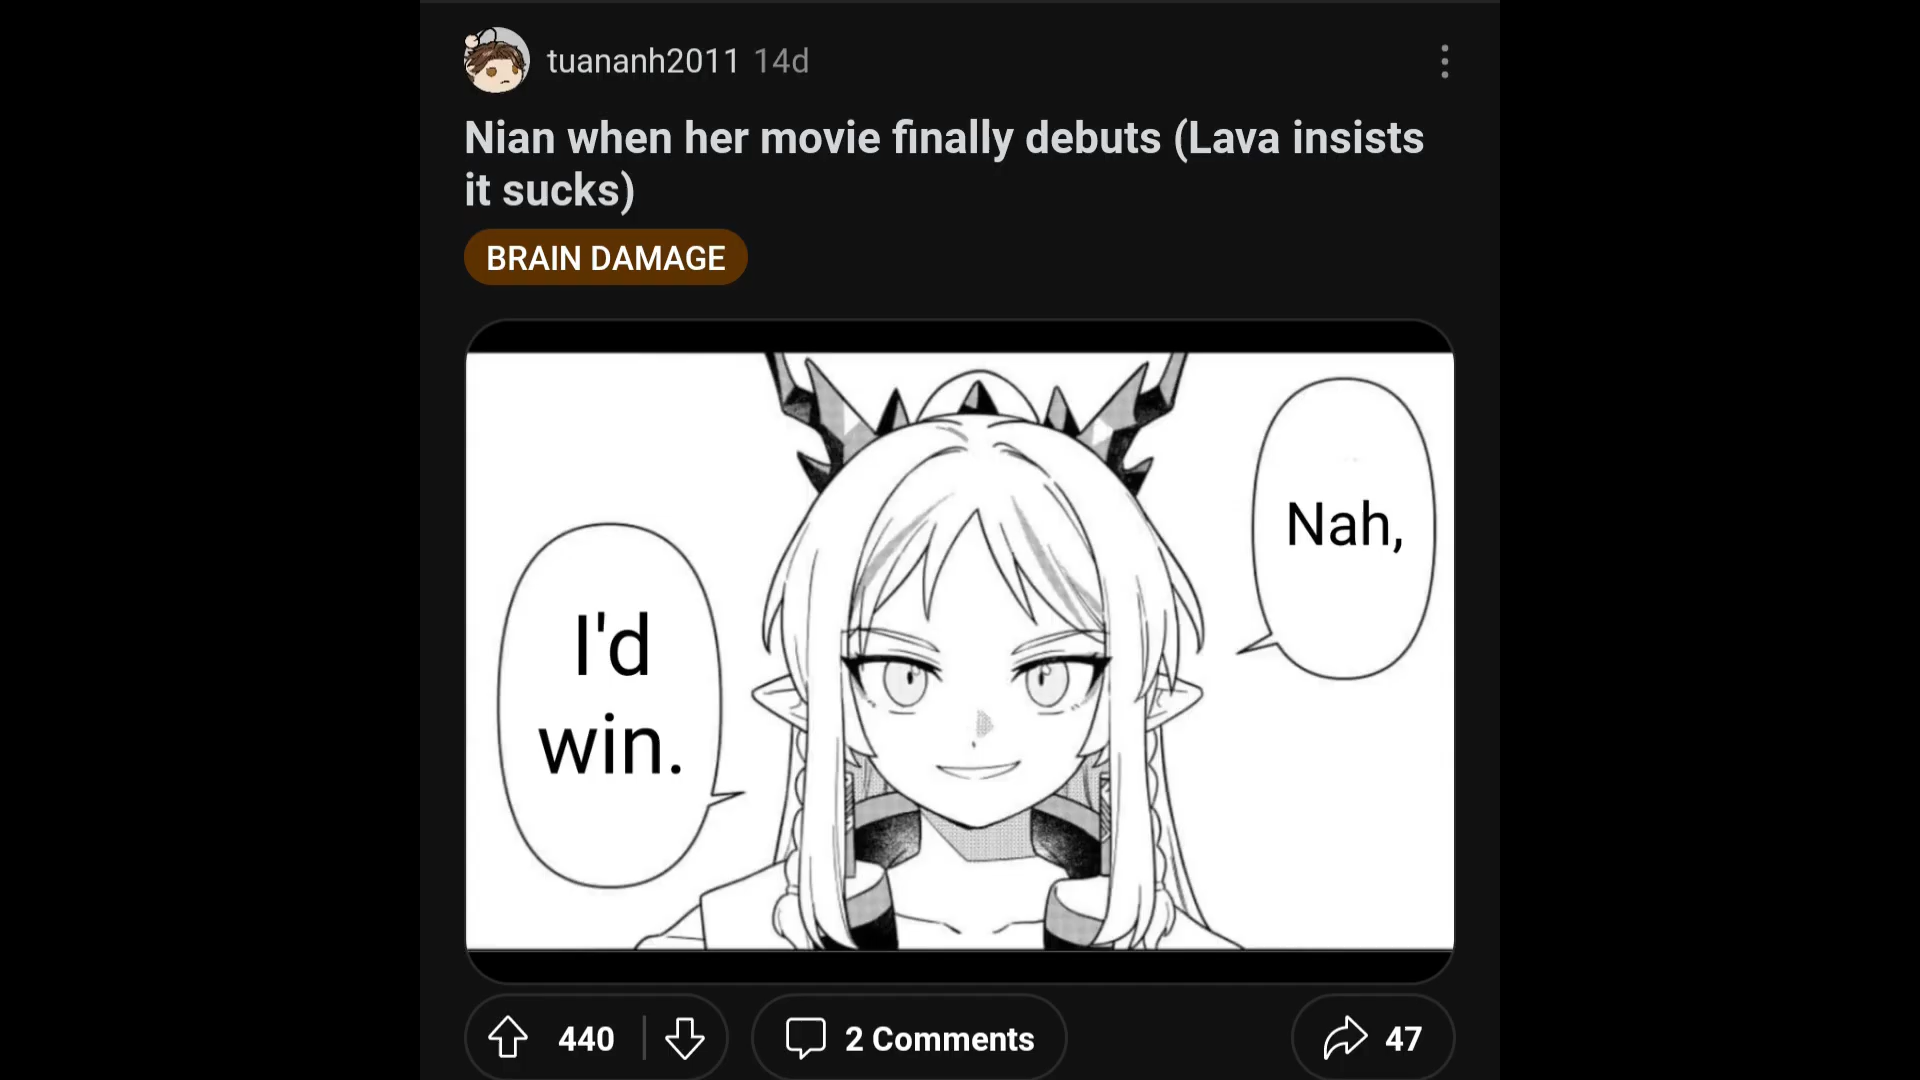 tuananh2011 14d
Nian when her movie finally debuts (Lava insists
it sucks)
BRAIN DAMAGE
Nah,
I'd
win.
440
2 Comments
47